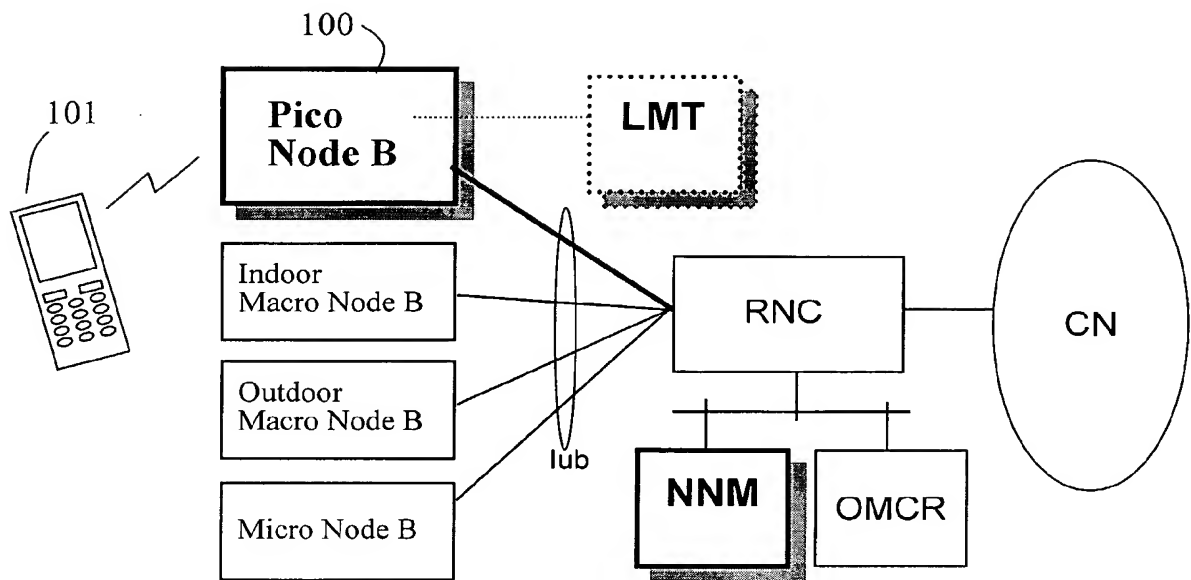 100
101
Pico
Node B
LMT
Indoor
Macro Node B
RNC
CN
Outdoor
Macro Node B
Iub
NNM
OMCR
Micro Node B